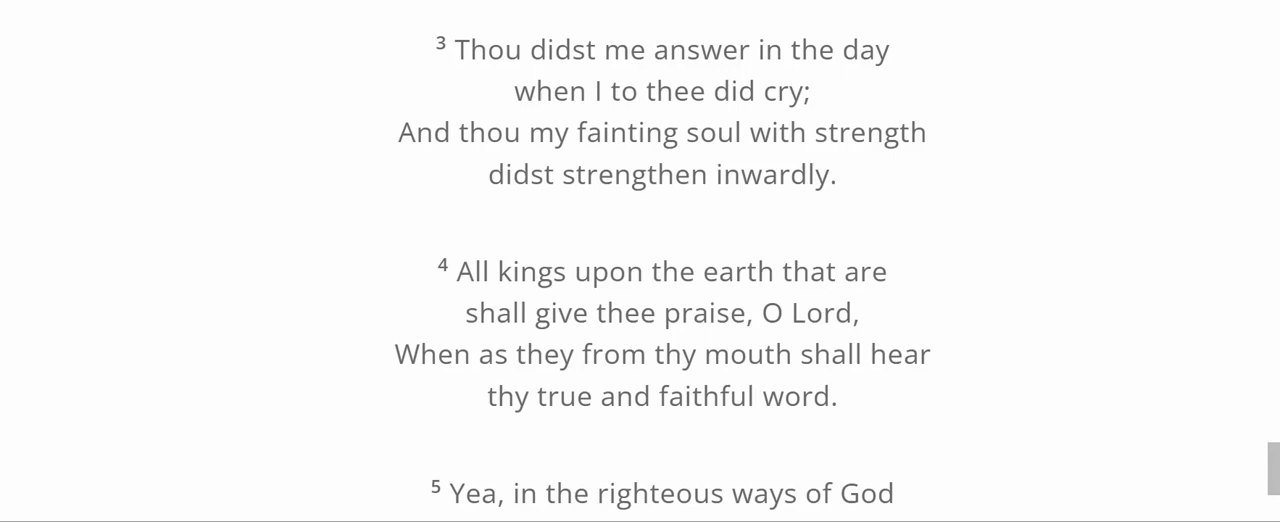 ³ Thou didst me answer in the day
when I to thee did cry;
And thou my fainting soul with strength
didst strengthen inwardly.
⁴ All kings upon the earth that are
shall give thee praise, O Lord,
When as they from thy mouth shall hear
thy true and faithful word.
⁵ Yea, in the righteous ways of God